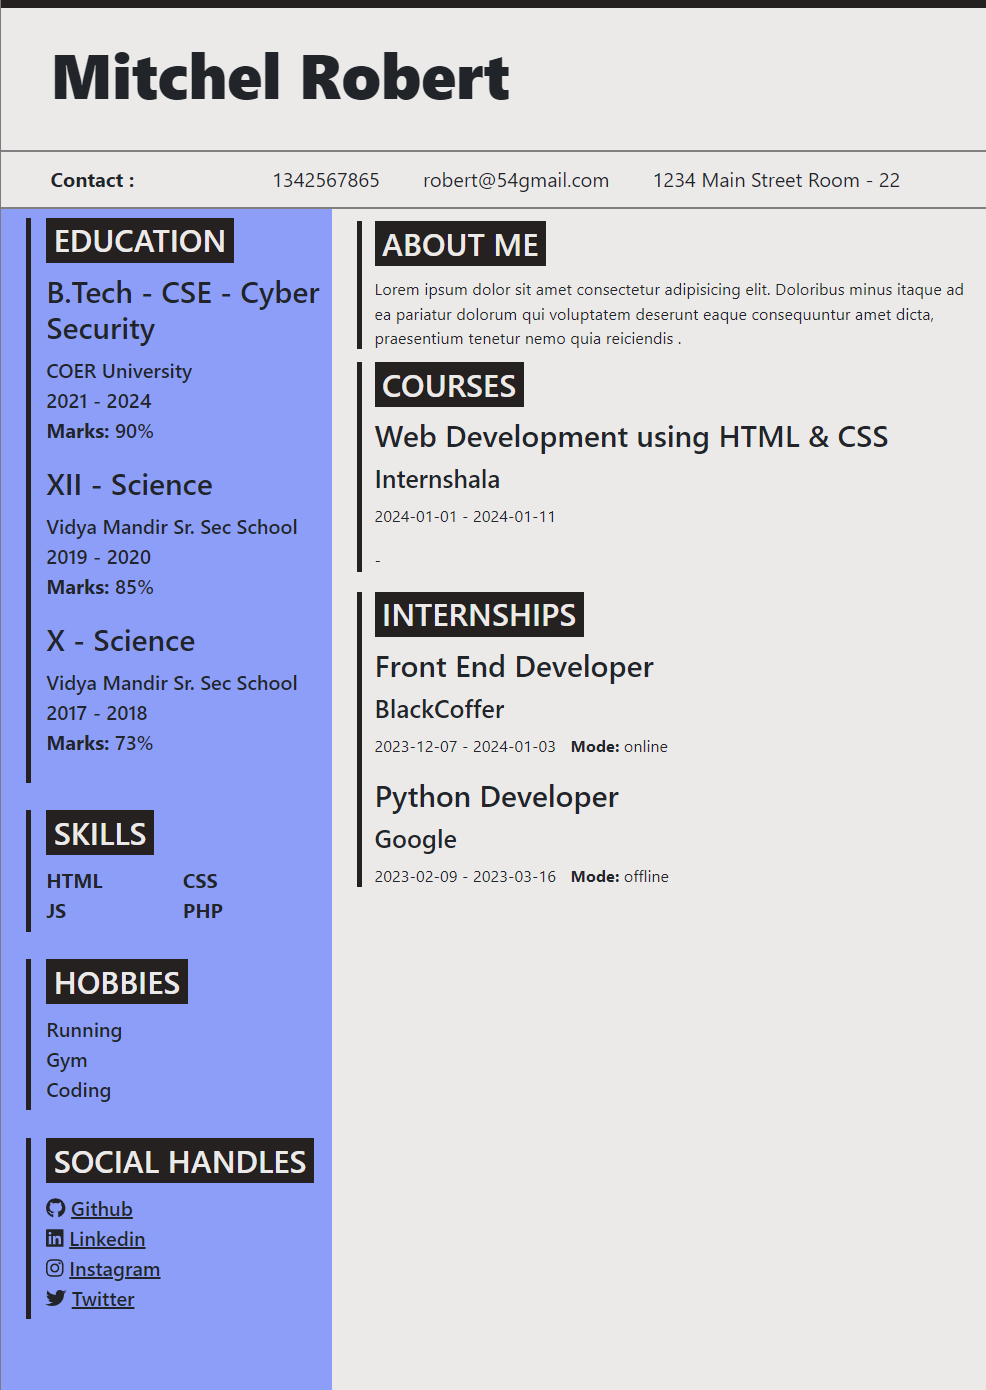 Mitchel Robert
Contact : 1342567865 robert@54gmail.com 1234 Main Street Room - 22
EDUCATION
B.Tech - CSE - Cyber
Security
COER University
2021 - 2024
Marks: 90%
XII - Science
Vidya Mandir Sr. Sec School
2019 - 2020
Marks: 85%
X - Science
Vidya Mandir Sr. Sec School
2017 - 2018
Marks: 73%
SKILLS
HTML CSS
JS PHP
HOBBIES
Running
Gym
Coding
SOCIAL HANDLES
Github
Linkedin
Instagram
Twitter
ABOUT ME
Lorem ipsum dolor sit amet consectetur adipisicing elit. Doloribus minus itaque ad
ea pariatur dolorum qui voluptatem deserunt eaque consequuntur amet dicta,
praesentium tenetur nemo quia reiciendis .
COURSES
Web Development using HTML & CSS
Internshala
2024-01-01 - 2024-01-11
-
INTERNSHIPS
Front End Developer
BlackCoffer
2023-12-07 - 2024-01-03 Mode: online
Python Developer
Google
2023-02-09 - 2023-03-16 Mode: offline